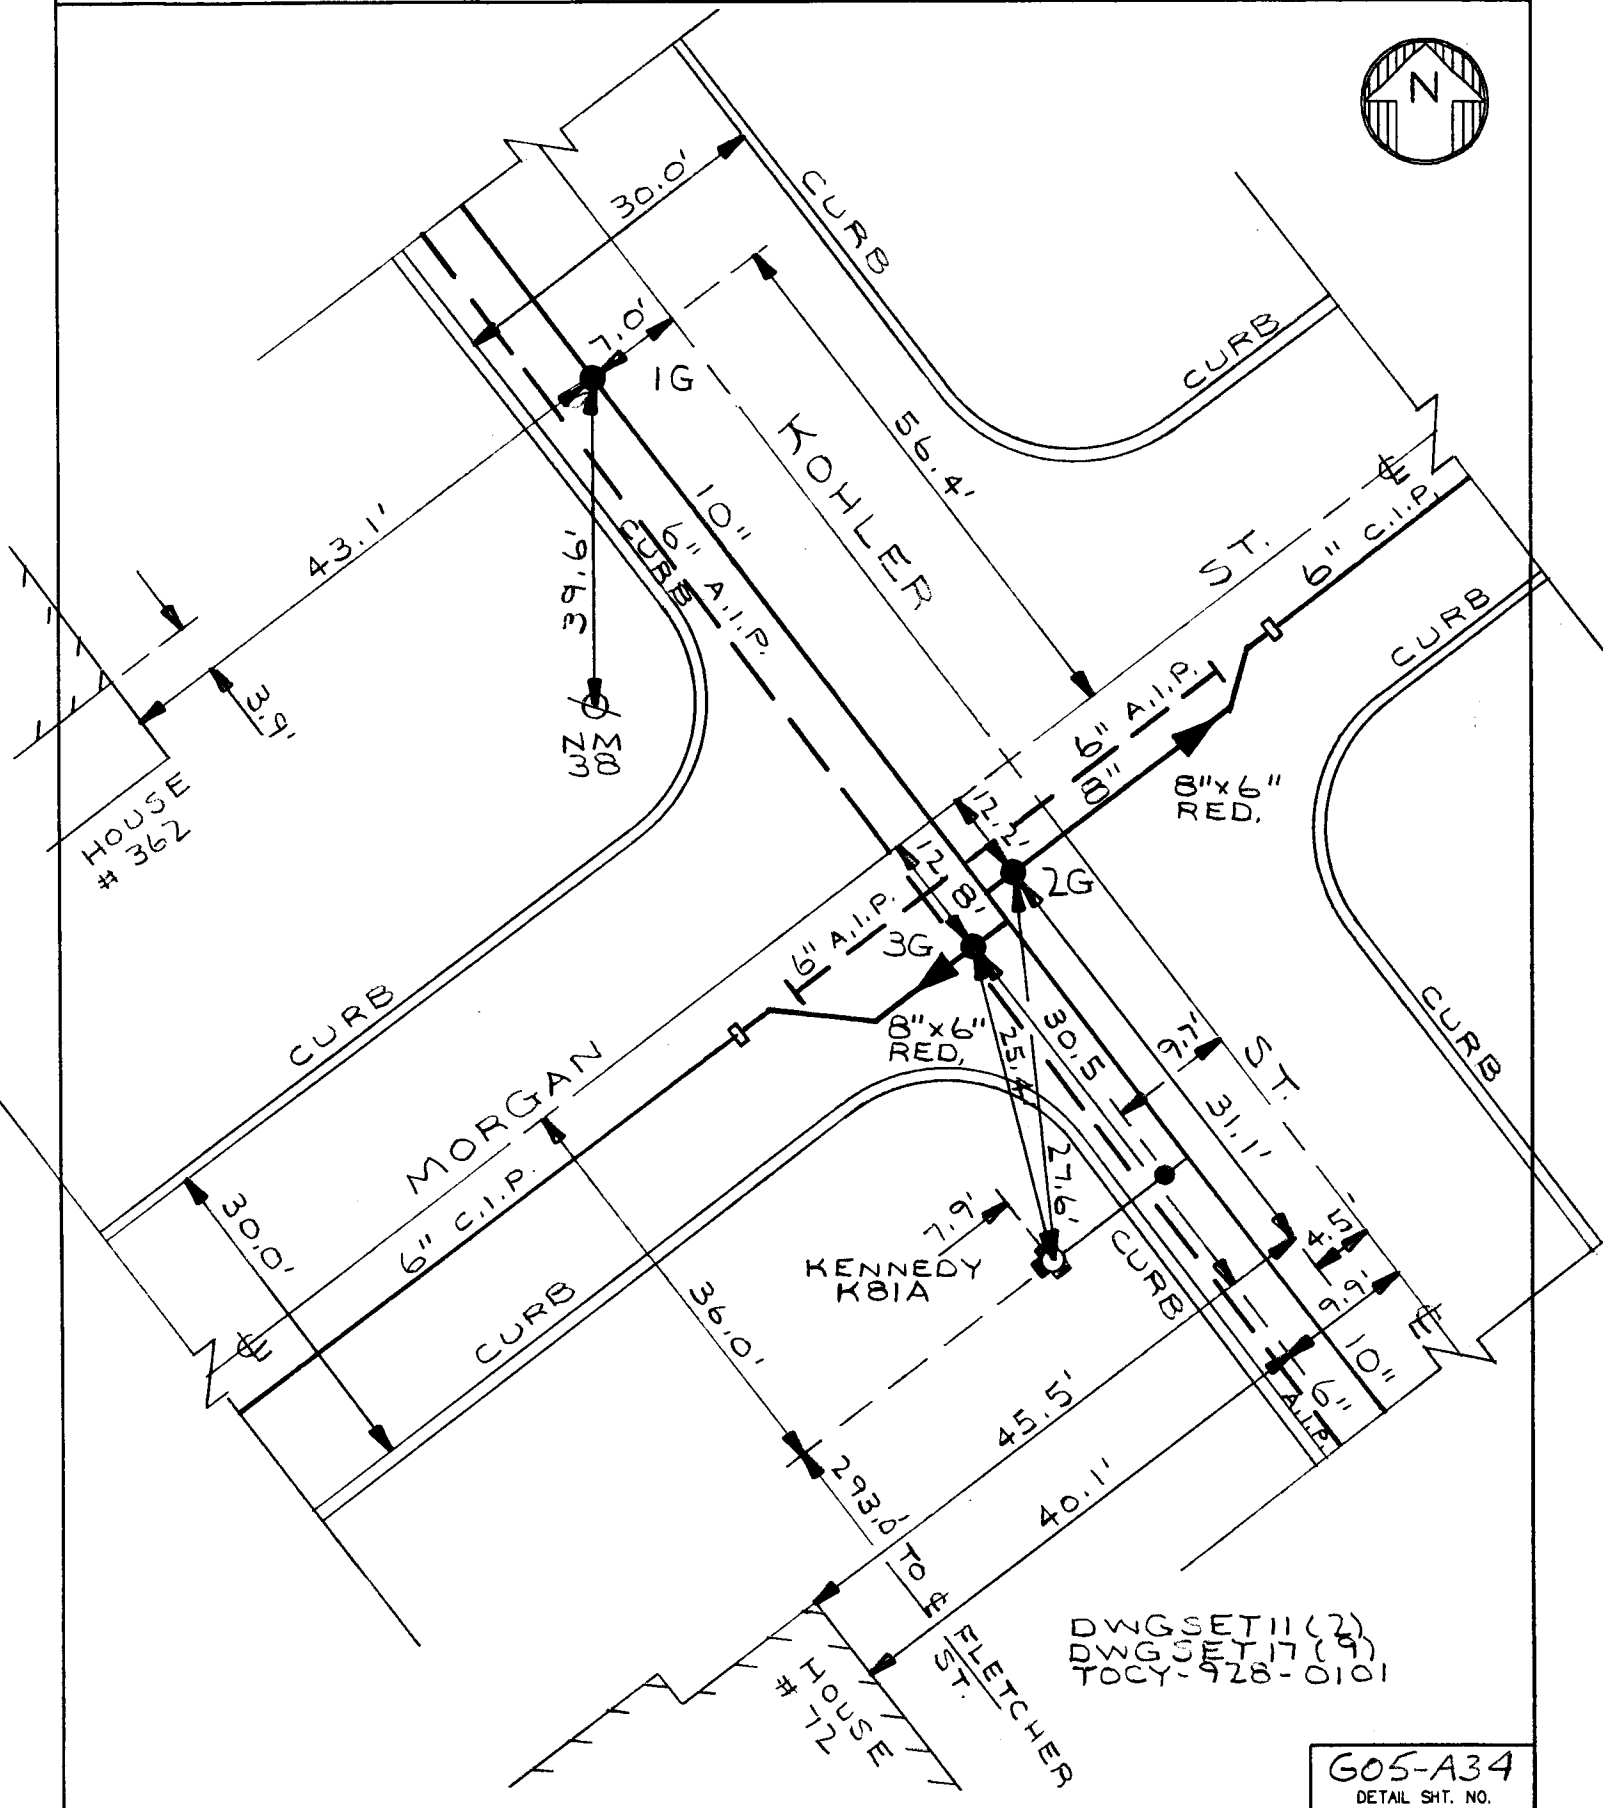 N
30.0'
CURB
7.0'
1G
CURB
56.4'
KOHLER
10"
6" A.I.P.
CURB
43.1'
39.6'
3.9'
NM
38
HOUSE
# 362
ST.
℄
6" C.I.P.
CURB
6" A.I.P.
8"
8"x6"
RED.
12.2'
2G
12.8'
6" A.I.P.
3G
8"x6"
RED.
CURB
30.5
25.4'
9.7'
ST.
31.1'
27.6'
CURB
MORGAN
6" C.I.P.
30.0'
℄
CURB
36.0'
7.9'
KENNEDY
K81A
CURB
4.5'
9.9'
℄
10"
6"
A.I.P.
45.5'
40.1'
293.0' TO ℄
FLETCHER
ST.
HOUSE
# 72
DWGSET11(2)
DWGSET17(9)
TOCY-928-0101
G05-A34
DETAIL SHT. NO.